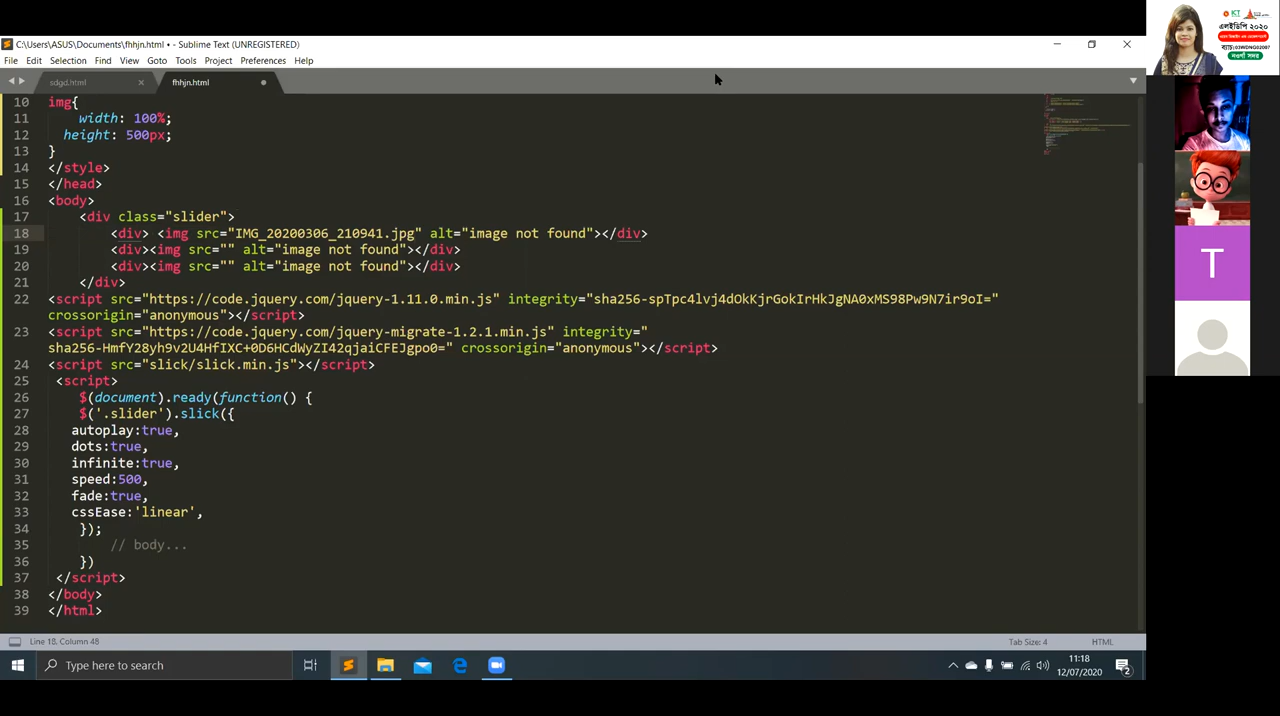 C:\Users\ASUS\Documents\fhhjn.html • - Sublime Text (UNREGISTERED)
File Edit Selection Find View Goto Tools Project Preferences Help
sdgd.html
fhhjn.html
10 img{
11 width: 100%;
12 height: 500px;
13 }
14 </style>
15 </head>
16 <body>
17 <div class="slider">
18 <div> <img src="IMG_20200306_210941.jpg" alt="image not found"></div>
19 <div><img src="" alt="image not found"></div>
20 <div><img src="" alt="image not found"></div>
21 </div>
22 <script src="https://code.jquery.com/jquery-1.11.0.min.js" integrity="sha256-spTpc4lvj4dOkKjrGokIrHkJgNA0xMS98Pw9N7ir9oI="
crossorigin="anonymous"></script>
23 <script src="https://code.jquery.com/jquery-migrate-1.2.1.min.js" integrity="
sha256-HmfY28yh9v2U4HfIXC+0D6HCdWyZI42qjaiCFEJgpo0=" crossorigin="anonymous"></script>
24 <script src="slick/slick.min.js"></script>
25 <script>
26 $(document).ready(function() {
27 $('.slider').slick({
28 autoplay:true,
29 dots:true,
30 infinite:true,
31 speed:500,
32 fade:true,
33 cssEase:'linear',
34 });
35 // body...
36 })
37 </script>
38 </body>
39 </html>
Line 18, Column 48
Tab Size: 4
HTML
Type here to search
11:18
12/07/2020
2
ICT
এলইডিপি ২০২০
ব্যাচ: 03WDNG02007
নওগাঁ সদর
T